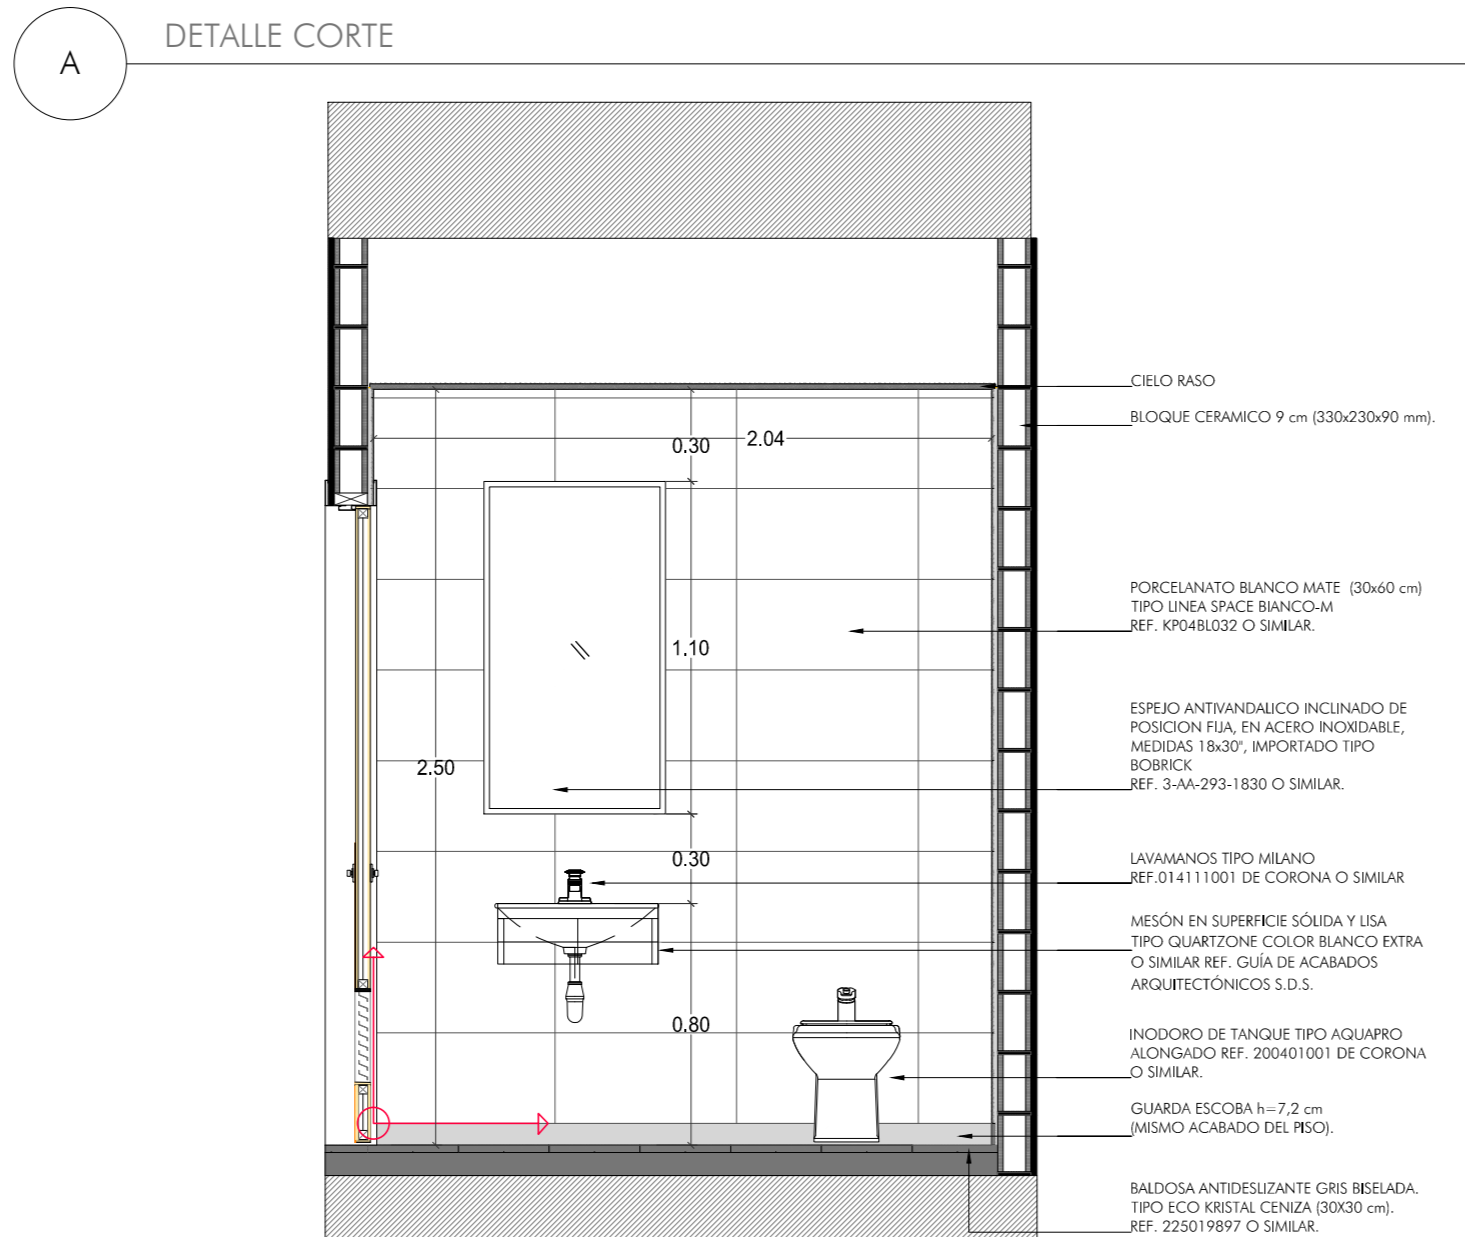 A
DETALLE CORTE
CIELO RASO
BLOQUE CERAMICO 9 cm (330x230x90 mm).
0.30
2.04
PORCELANATO BLANCO MATE (30x60 cm)
TIPO LINEA SPACE BIANCO-M
REF. KP04BL032 O SIMILAR.
1.10
ESPEJO ANTIVANDALICO INCLINADO DE
POSICION FIJA, EN ACERO INOXIDABLE,
MEDIDAS 18x30", IMPORTADO TIPO
BOBRICK
REF. 3-AA-293-1830 O SIMILAR.
2.50
0.30
LAVAMANOS TIPO MILANO
REF.014111001 DE CORONA O SIMILAR
MESÓN EN SUPERFICIE SÓLIDA Y LISA
TIPO QUARTZONE COLOR BLANCO EXTRA
O SIMILAR REF. GUÍA DE ACABADOS
ARQUITECTÓNICOS S.D.S.
0.80
INODORO DE TANQUE TIPO AQUAPRO
ALONGADO REF. 200401001 DE CORONA
O SIMILAR.
GUARDA ESCOBA h=7,2 cm
(MISMO ACABADO DEL PISO).
BALDOSA ANTIDESLIZANTE GRIS BISELADA.
TIPO ECO KRISTAL CENIZA (30X30 cm).
REF. 225019897 O SIMILAR.